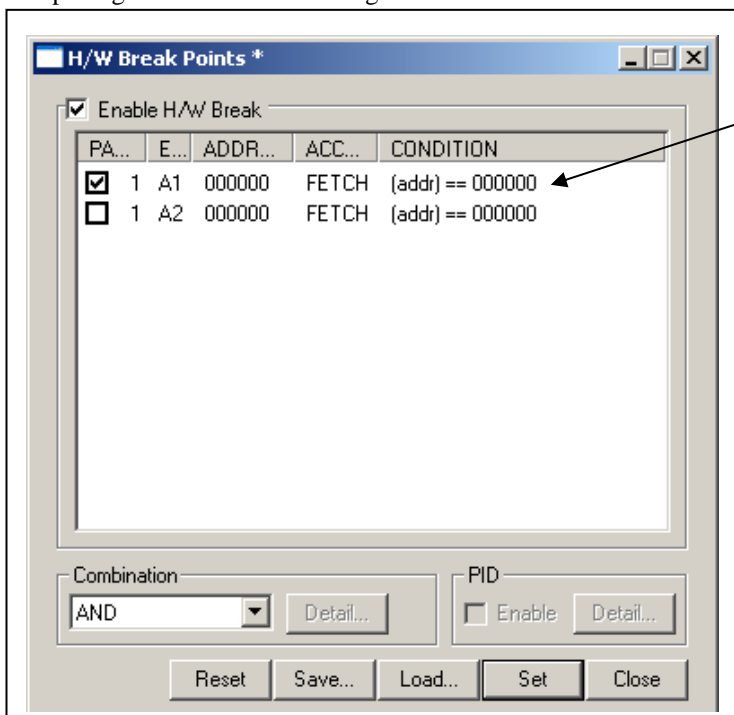 H/W Break Points *
Enable H/W Break
PA... E... ADDR... ACC... CONDITION
1 A1 000000 FETCH (addr) == 000000
1 A2 000000 FETCH (addr) == 000000
Combination
PID
AND Detail... Enable Detail...
Reset Save... Load... Set Close